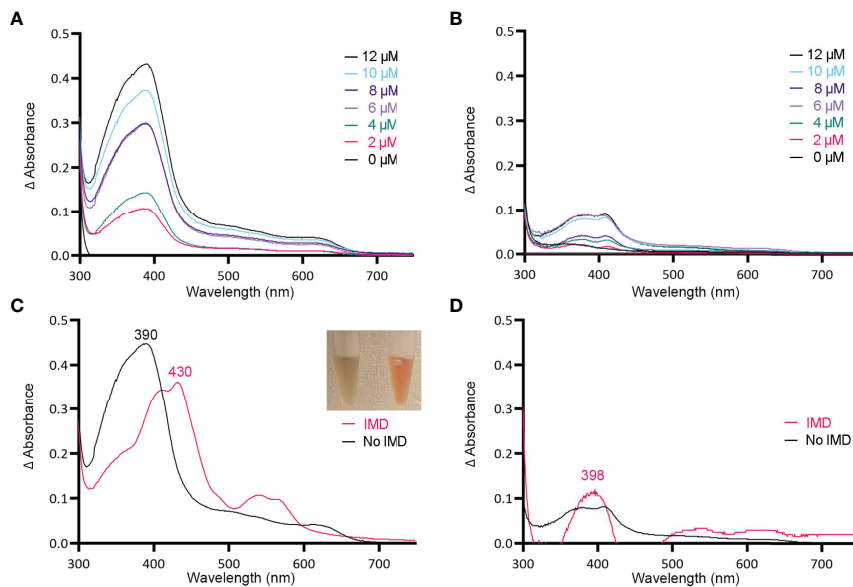 A
0.5
0.4
0.3
0.2
0.1
0.0
Δ Absorbance
300 400 500 600 700
Wavelength (nm)
12 µM
10 µM
8 µM
6 µM
4 µM
2 µM
0 µM
B
0.5
0.4
0.3
0.2
0.1
0.0
Δ Absorbance
300 400 500 600 700
Wavelength (nm)
12 µM
10 µM
8 µM
6 µM
4 µM
2 µM
0 µM
C
0.5
0.4
0.3
0.2
0.1
0.0
Δ Absorbance
300 400 500 600 700
Wavelength (nm)
390
430
IMD
No IMD
D
0.5
0.4
0.3
0.2
0.1
0.0
Δ Absorbance
300 400 500 600 700
Wavelength (nm)
398
IMD
No IMD